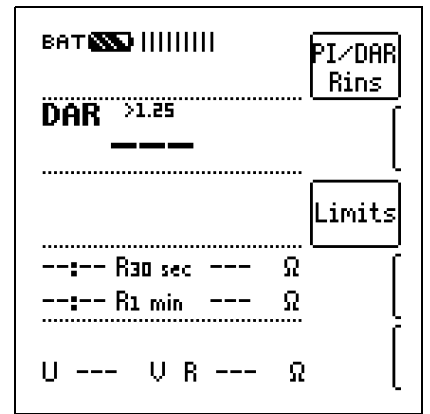 BAT
PI/DAR
Rins
DAR >1.25
---
Limits
--:-- R30 sec --- Ω
--:-- R1 min --- Ω
U --- V R --- Ω